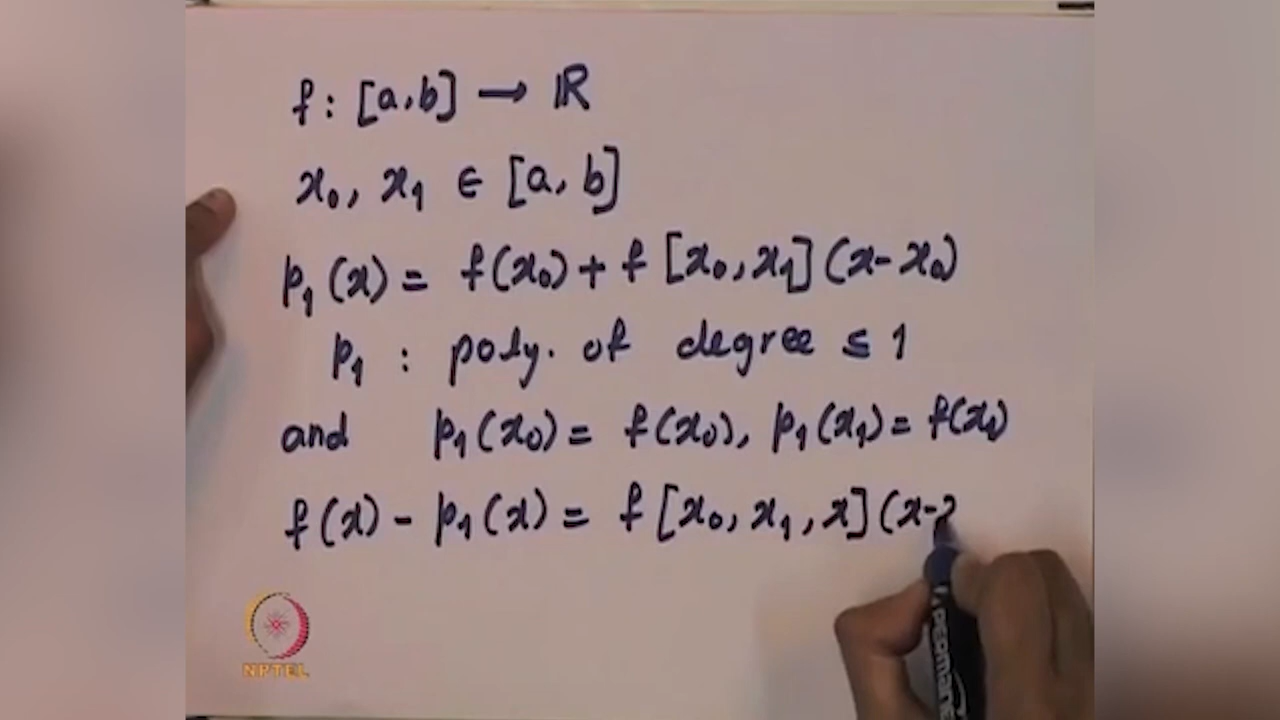 f : [a, b] → ℝ
x₀, x₁ ∈ [a, b]
p₁(x) = f(x₀) + f[x₀, x₁](x - x₀)
p₁ : poly. of degree ≤ 1
and p₁(x₀) = f(x₀), p₁(x₁) = f(x₁)
f(x) - p₁(x) = f[x₀, x₁, x](x-
NPTEL